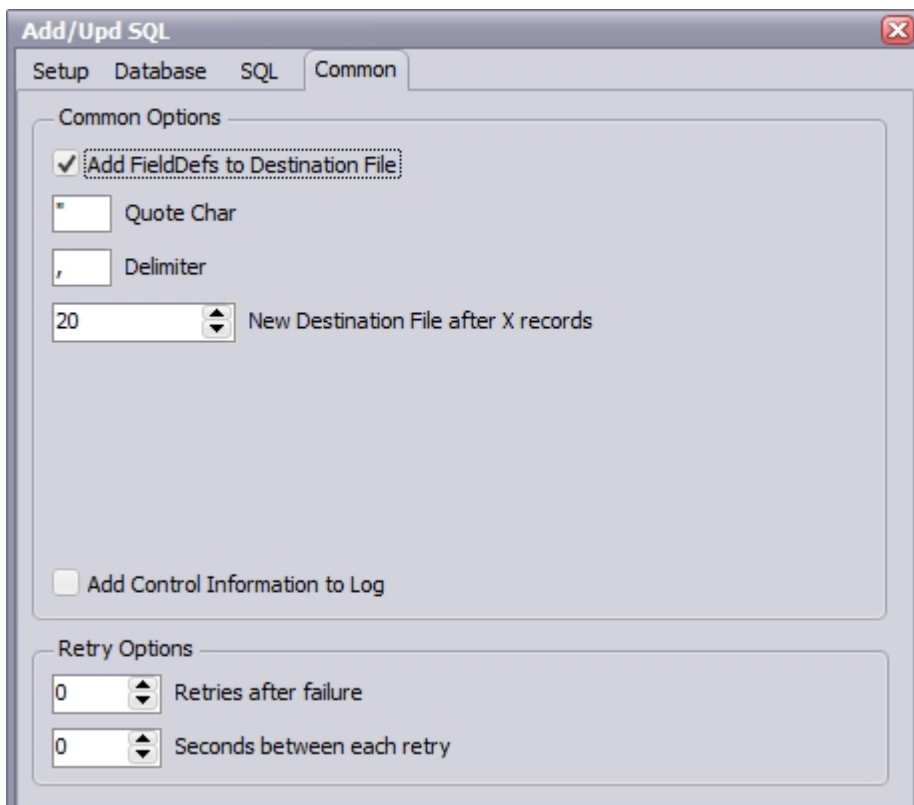 Add/Upd SQL
Setup Database SQL Common
Common Options
Add FieldDefs to Destination File
" Quote Char
, Delimiter
20 New Destination File after X records
Add Control Information to Log
Retry Options
0 Retries after failure
0 Seconds between each retry